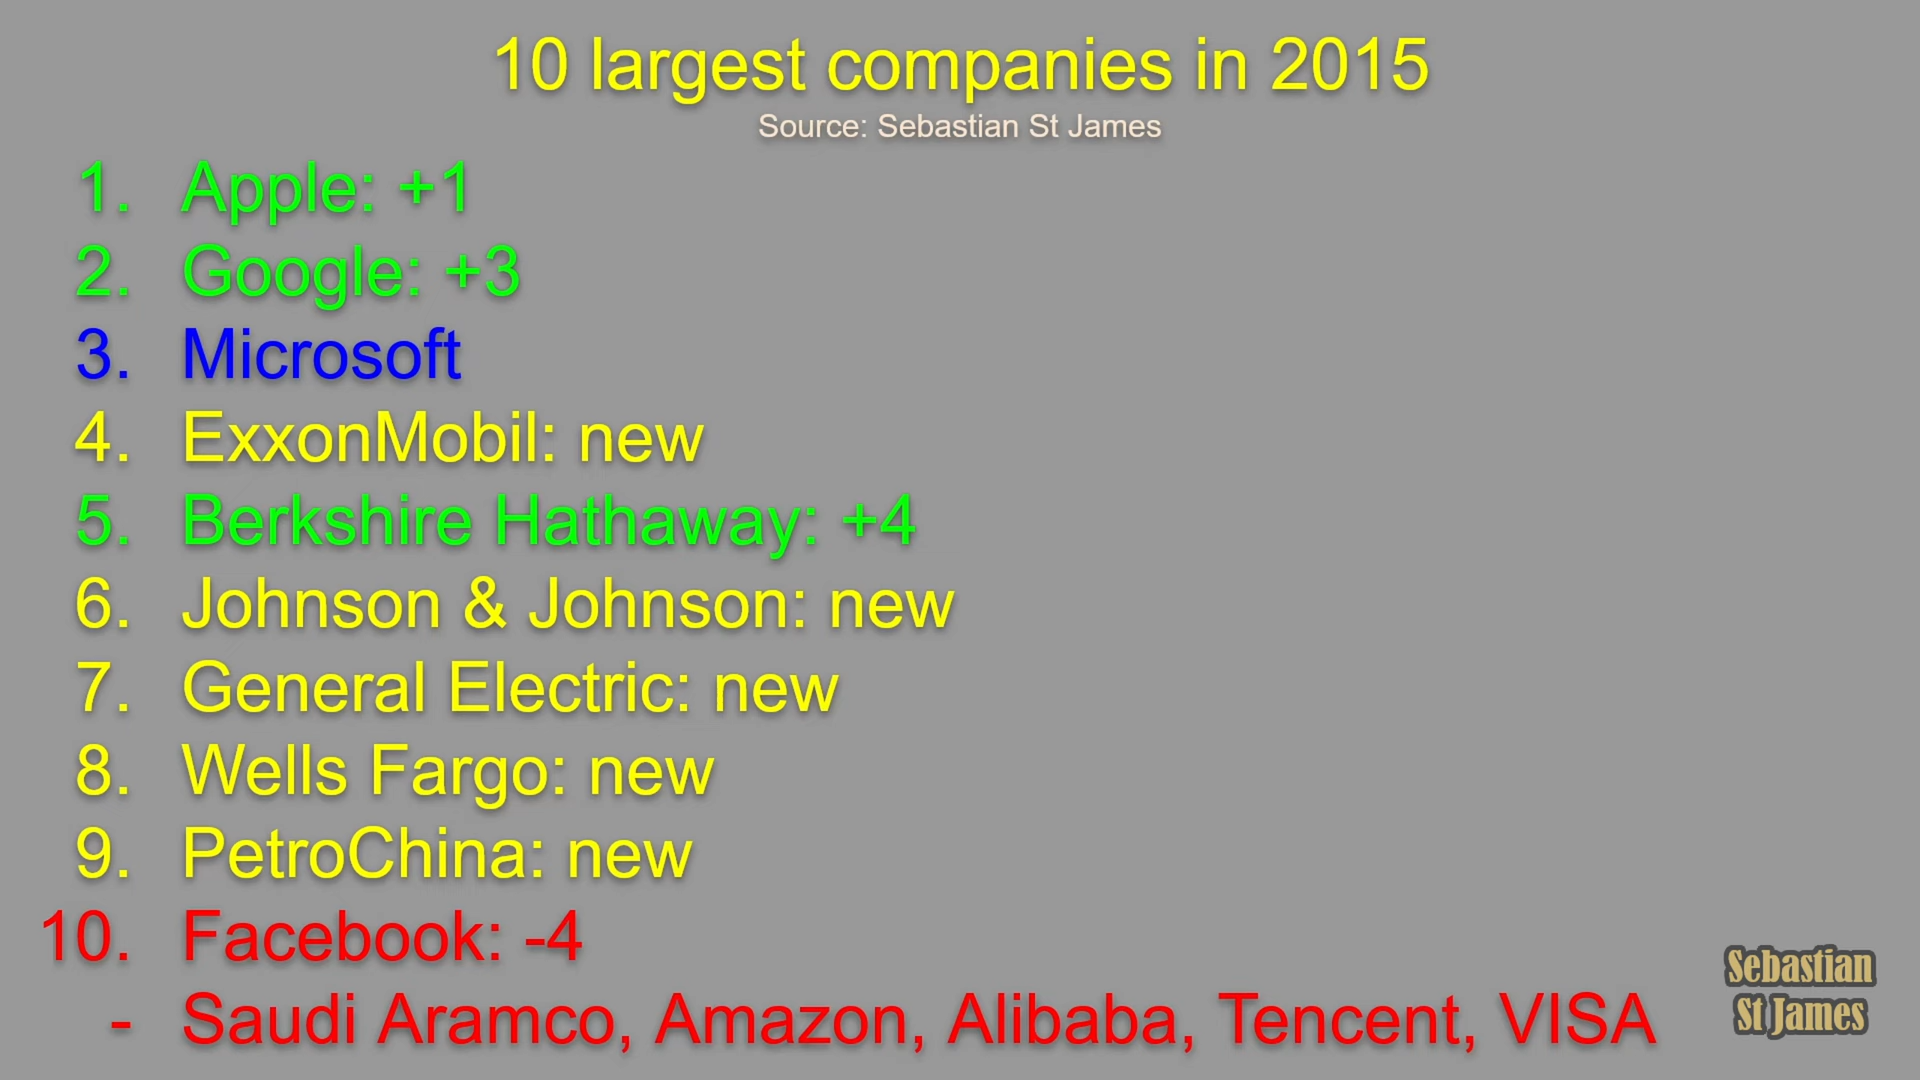 10 largest companies in 2015
Source: Sebastian St James
1. Apple: +1
2. Google: +3
3. Microsoft
4. ExxonMobil: new
5. Berkshire Hathaway: +4
6. Johnson & Johnson: new
7. General Electric: new
8. Wells Fargo: new
9. PetroChina: new
10. Facebook: -4
- Saudi Aramco, Amazon, Alibaba, Tencent, VISA
Sebastian
St James